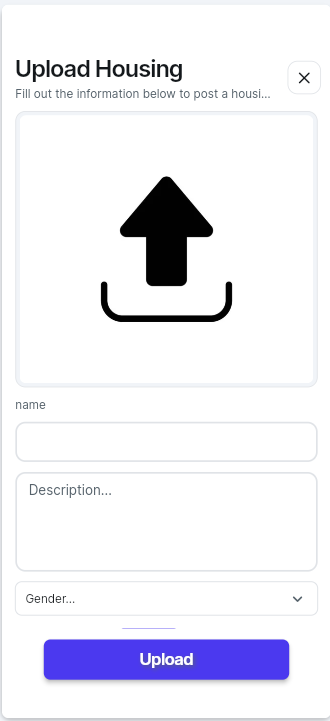 Upload Housing
Fill out the information below to post a housi...
name
Description...
Gender...
Upload